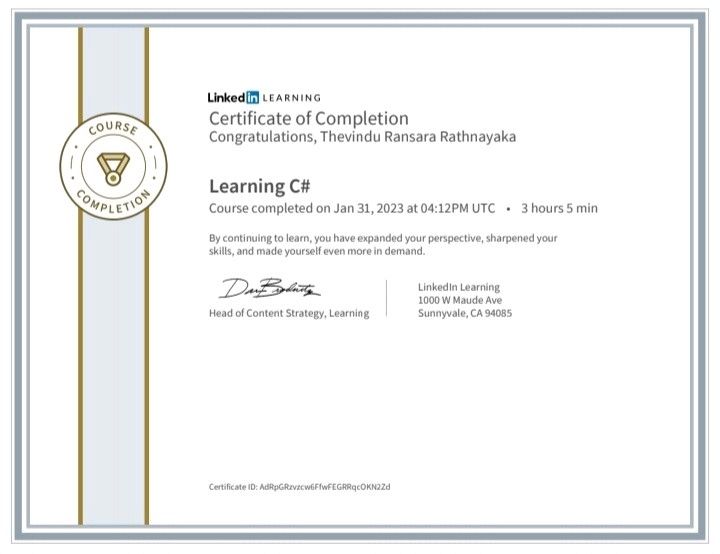 COURSE
COMPLETION
Linked in LEARNING
Certificate of Completion
Congratulations, Thevindu Ransara Rathnayaka
Learning C#
Course completed on Jan 31, 2023 at 04:12PM UTC • 3 hours 5 min
By continuing to learn, you have expanded your perspective, sharpened your
skills, and made yourself even more in demand.
Head of Content Strategy, Learning
LinkedIn Learning
1000 W Maude Ave
Sunnyvale, CA 94085
Certificate ID: AdRpGRzvzcw6FfwFEGRRqcOKN2Zd